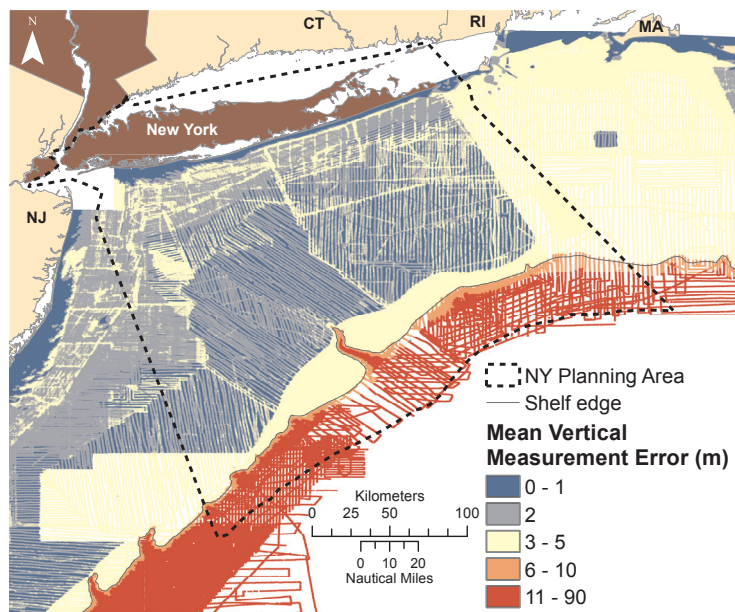 N
CT
RI
MA
New York
NJ
NY Planning Area
Shelf edge
Mean Vertical
Measurement Error (m)
0 - 1
2
3 - 5
6 - 10
11 - 90
Kilometers
0 25 50 100
0 10 20
Nautical Miles